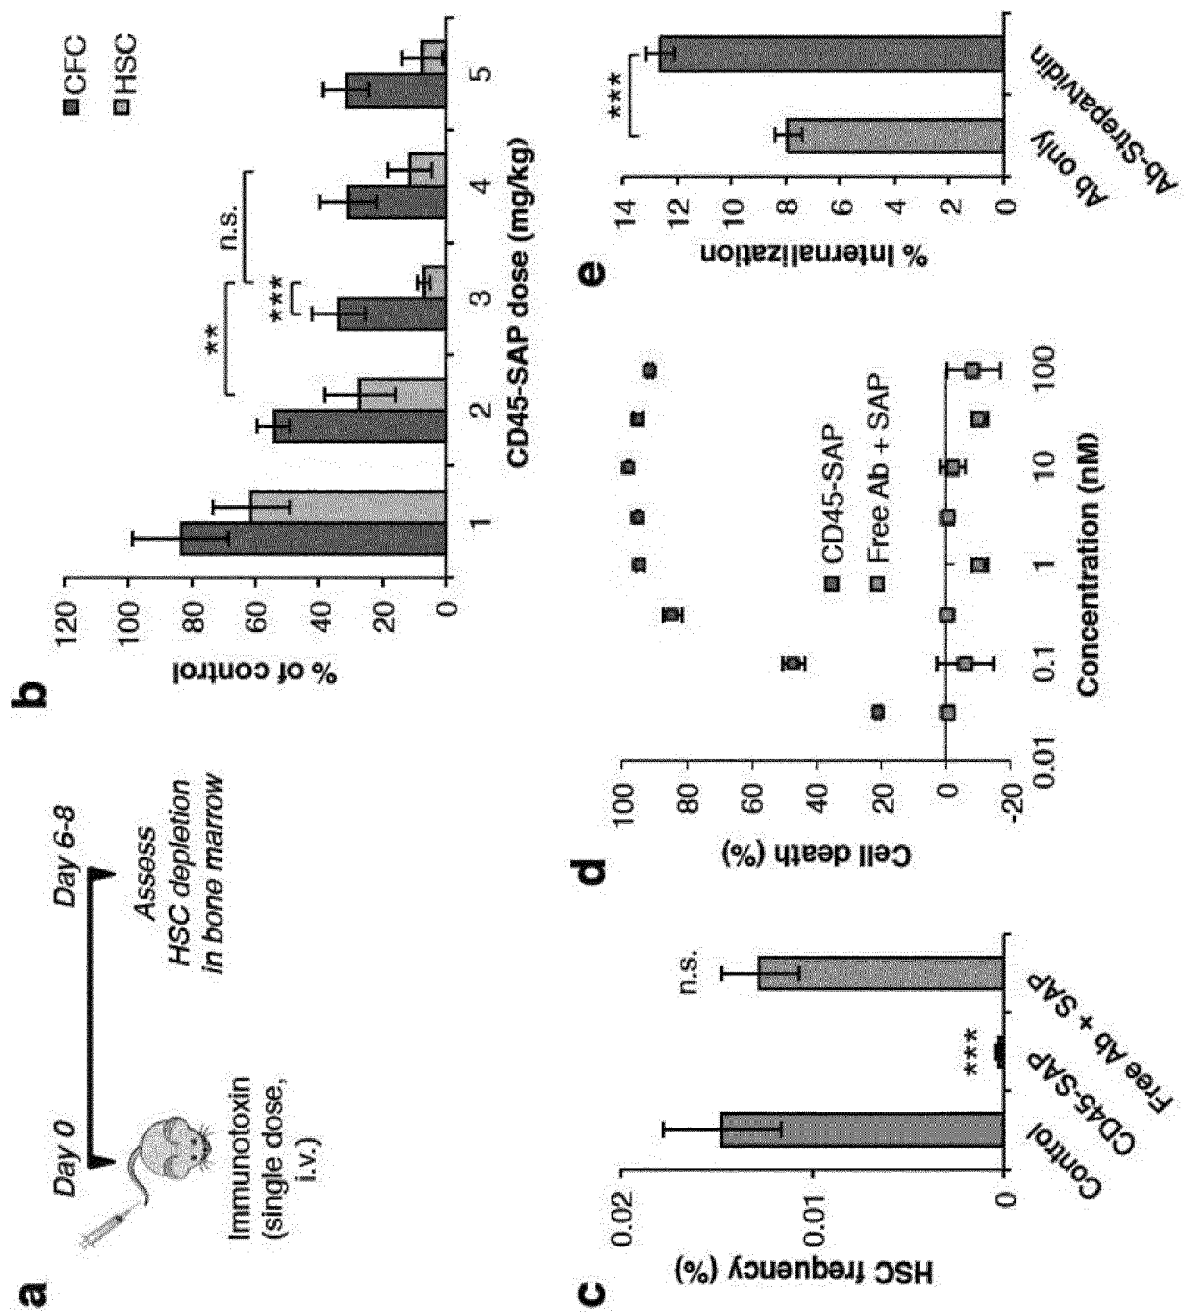 a
Day 0
Day 6-8
Immunotoxin
(single dose,
i.v.)
Assess
HSC depletion
in bone marrow
b
% of control
120
100
80
60
40
20
0
CFC
HSC
**
***
n.s.
1 2 3 4 5
CD45-SAP dose (mg/kg)
c
HSC frequency (%)
0.02
0.01
0
***
n.s.
Control
CD45-SAP
Free Ab + SAP
d
Cell death (%)
100
80
60
40
20
0
-20
CD45-SAP
Free Ab + SAP
0.01 0.1 1 10 100
Concentration (nM)
e
% Internalization
14
12
10
8
6
4
2
0
***
Ab only
Ab-Strepatvidin